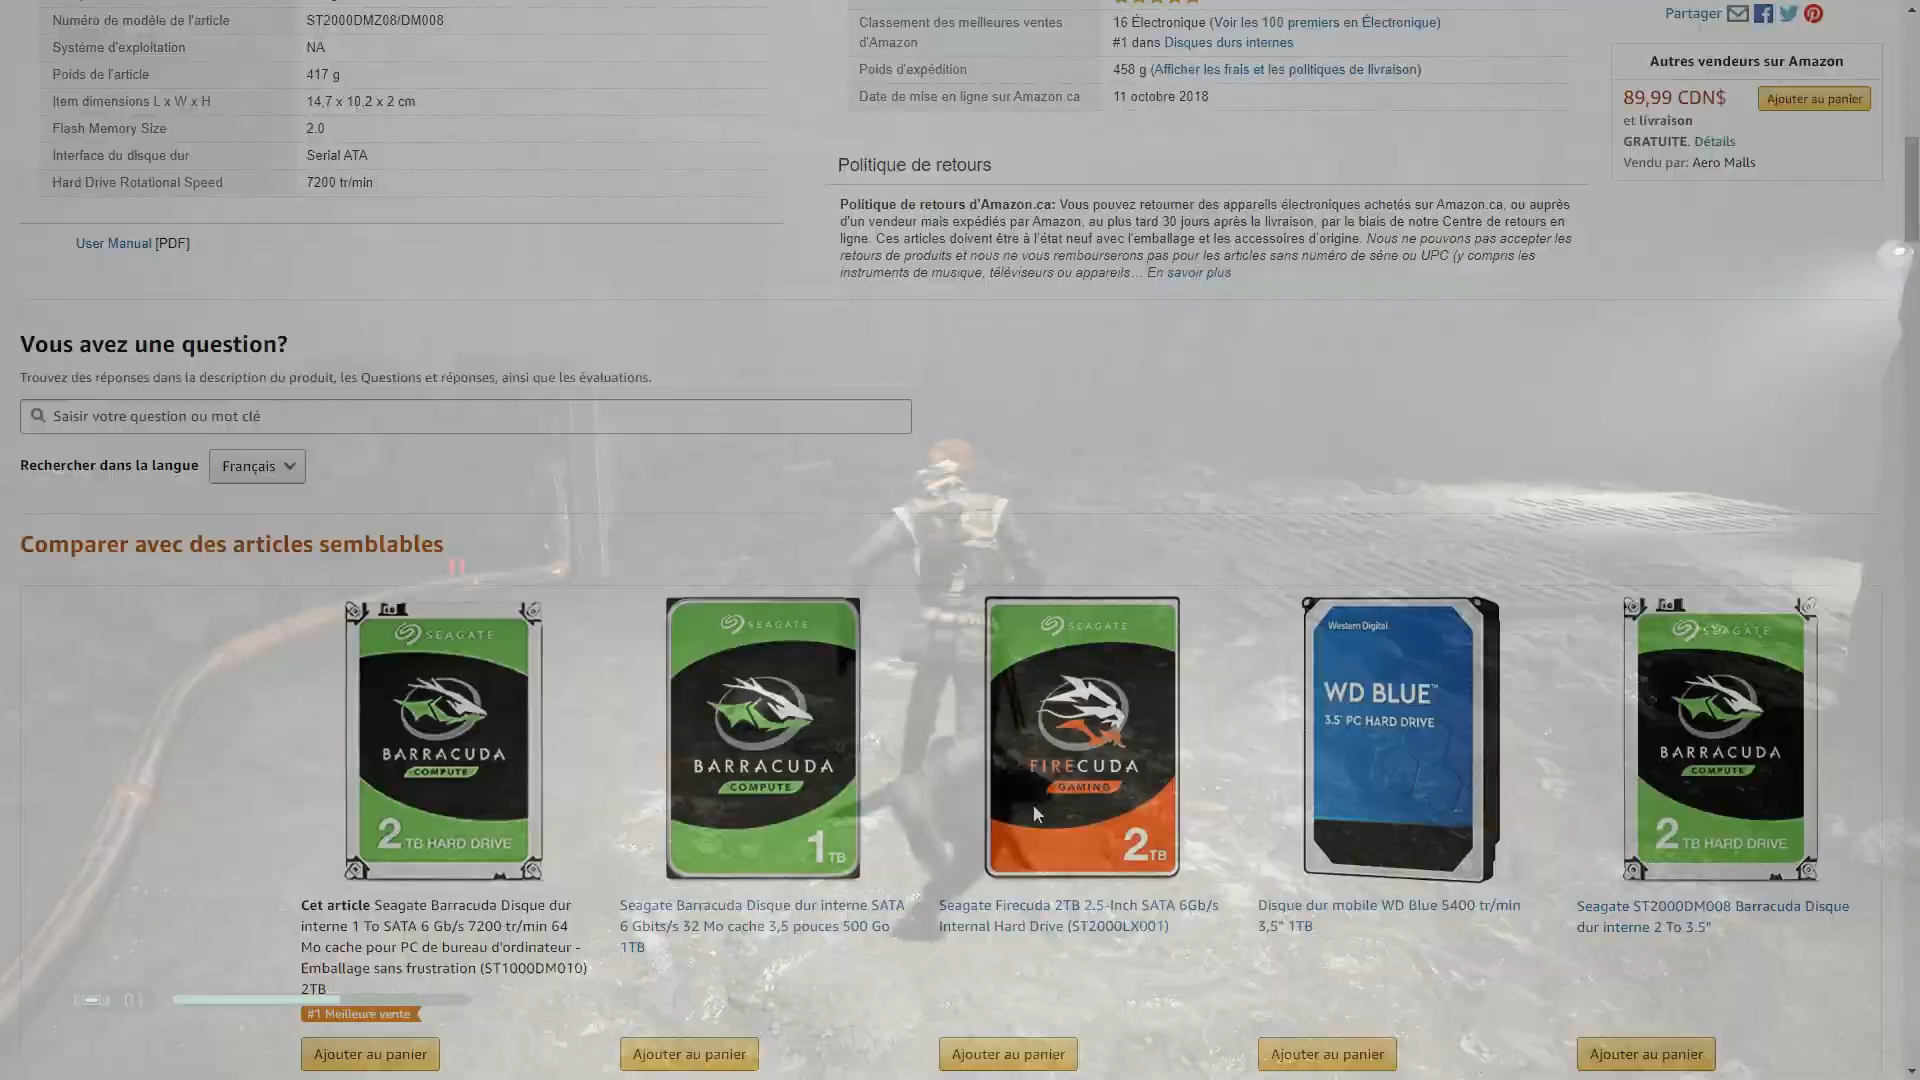 Numéro de modèle de l'article ST2000DMZ08/DM008
Système d'exploitation NA
Poids de l'article 417 g
Item dimensions L x W x H 14,7 x 10,2 x 2 cm
Flash Memory Size 2.0
Interface du disque dur Serial ATA
Hard Drive Rotational Speed 7200 tr/min
User Manual [PDF]
Classement des meilleures ventes d'Amazon
16 Électronique (Voir les 100 premiers en Électronique)
#1 dans Disques durs internes
Poids d'expédition 458 g (Afficher les frais et les politiques de livraison)
Date de mise en ligne sur Amazon.ca 11 octobre 2018
Politique de retours
Politique de retours d'Amazon.ca: Vous pouvez retourner des appareils électroniques achetés sur Amazon.ca, ou auprès
d'un vendeur mais expédiés par Amazon, au plus tard 30 jours après la livraison, par le biais de notre Centre de retours en
ligne. Ces articles doivent être à l'état neuf avec l'emballage et les accessoires d'origine. Nous ne pouvons pas accepter les
retours de produits et nous ne vous rembourserons pas pour les articles sans numéro de série ou UPC (y compris les
instruments de musique, téléviseurs ou appareils… En savoir plus
Partager
Autres vendeurs sur Amazon
89,99 CDN$ Ajouter au panier
et livraison
GRATUITE. Détails
Vendu par: Aero Malls
Vous avez une question?
Trouvez des réponses dans la description du produit, les Questions et réponses, ainsi que les évaluations.
Saisir votre question ou mot clé
Rechercher dans la langue Français
Comparer avec des articles semblables
SEAGATE
BARRACUDA
COMPUTE
2 TB HARD DRIVE
SEAGATE
BARRACUDA
COMPUTE
1TB
SEAGATE
FIRECUDA
GAMING
2TB
Western Digital
WD BLUE™
3.5" PC HARD DRIVE
SEAGATE
BARRACUDA
COMPUTE
2 TB HARD DRIVE
Cet article Seagate Barracuda Disque dur
interne 1 To SATA 6 Gb/s 7200 tr/min 64
Mo cache pour PC de bureau d'ordinateur -
Emballage sans frustration (ST1000DM010)
2TB
#1 Meilleure vente
Ajouter au panier
Seagate Barracuda Disque dur interne SATA
6 Gbits/s 32 Mo cache 3,5 pouces 500 Go
1TB
Ajouter au panier
Seagate Firecuda 2TB 2.5-Inch SATA 6Gb/s
Internal Hard Drive (ST2000LX001)
Ajouter au panier
Disque dur mobile WD Blue 5400 tr/min
3,5" 1TB
Ajouter au panier
Seagate ST2000DM008 Barracuda Disque
dur interne 2 To 3.5"
Ajouter au panier